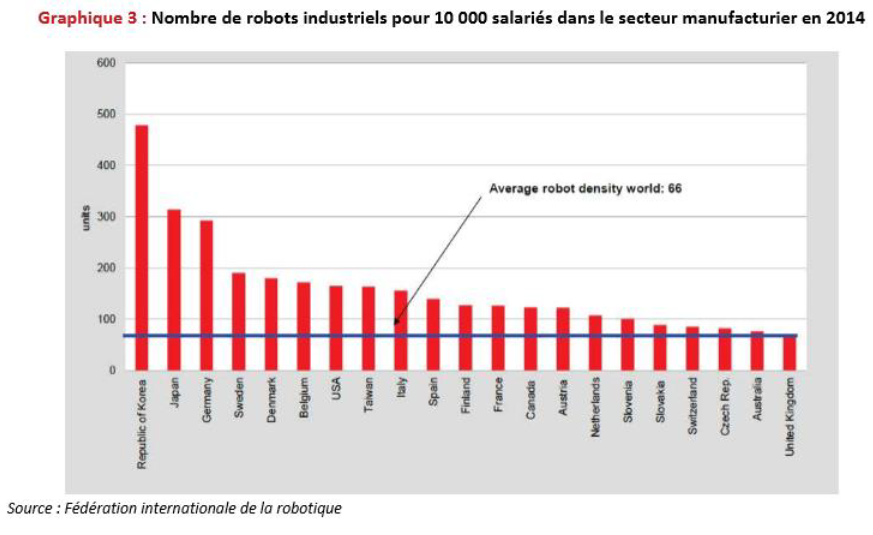 Graphique 3 : Nombre de robots industriels pour 10 000 salariés dans le secteur manufacturier en 2014
600
500
400
300
200
100
0
units
Average robot density world: 66
Republic of Korea
Japan
Germany
Sweden
Denmark
Belgium
USA
Taiwan
Italy
Spain
Finland
France
Canada
Austria
Netherlands
Slovenia
Slovakia
Switzerland
Czech Rep.
Australia
United Kingdom
Source : Fédération internationale de la robotique